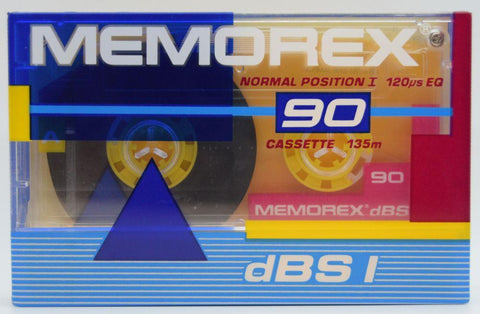 MEMOREX
NORMAL POSITION I 120µs EQ
90
CASSETTE 135m
90
MEMOREX® dBS
dBS I